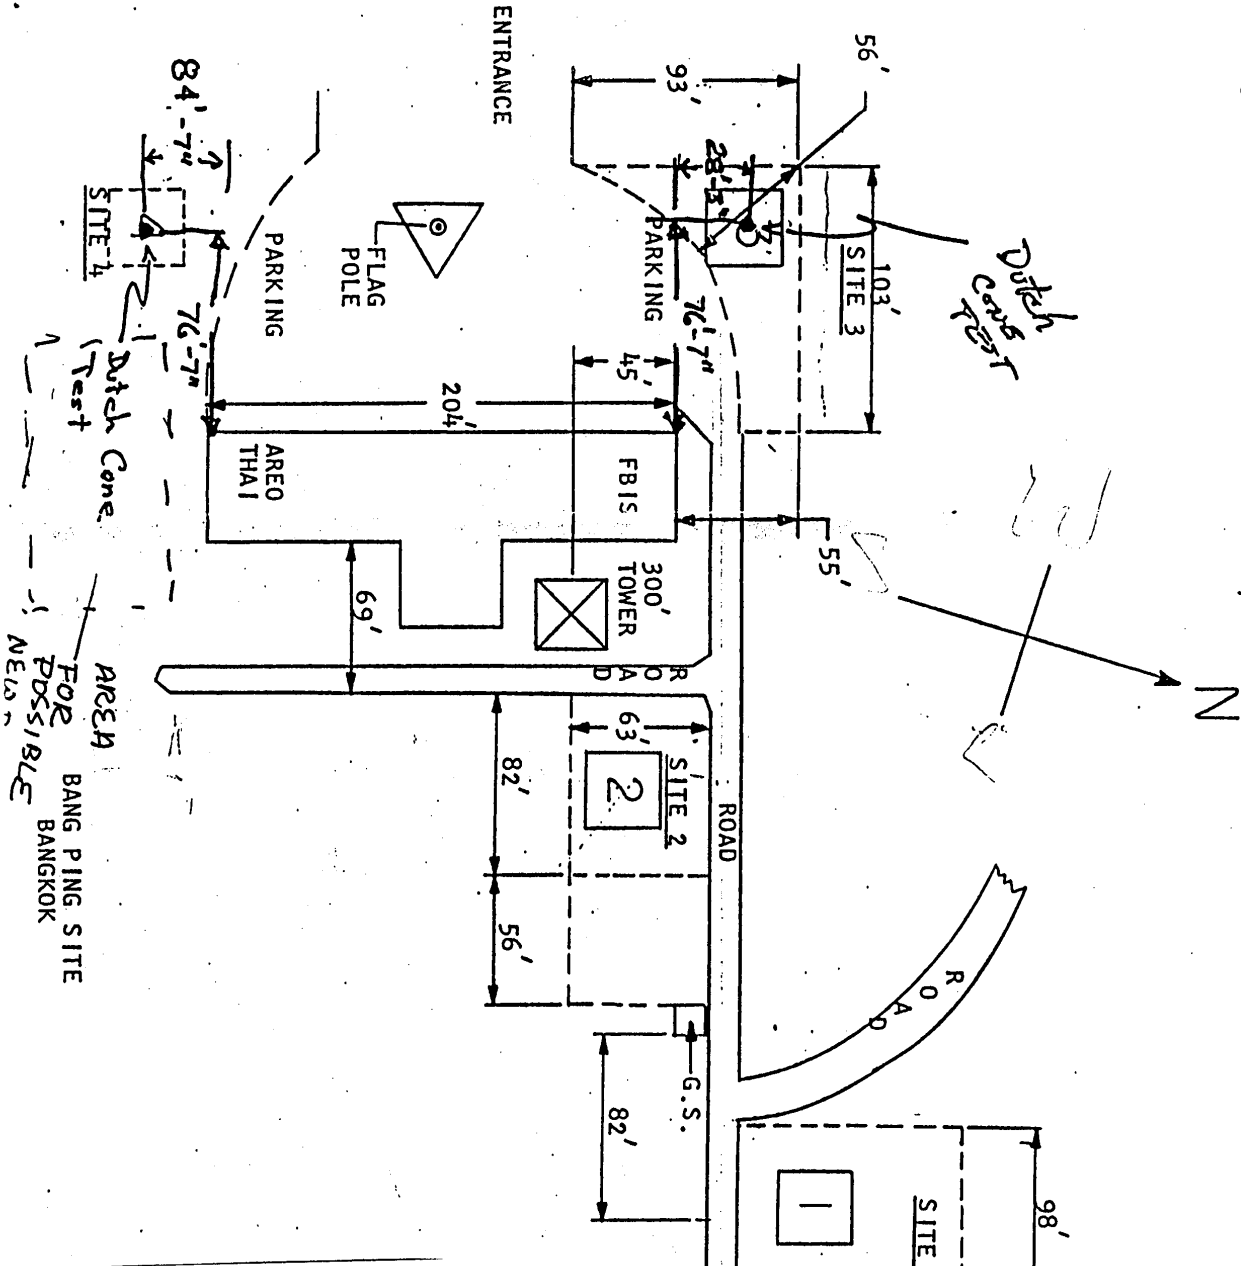 ENTRANCE
93'
56'
28'-3"
3
103'
SITE 3
Dutch
CONE
TEST
84'-7"
SITE 4
PARKING
FLAG
POLE
PARKING
76'-7"
76'-7"
Dutch Cone
Test
45'
204'
AREO
THAI
FBIS
55'
300'
TOWER
69'
ROAD
N
AREA
FOR
POSSIBLE
NEW
63'
SITE 2
2
82'
ROAD
56'
BANG PING SITE
BANGKOK
ROAD
G.S.
82'
1
SITE
98'